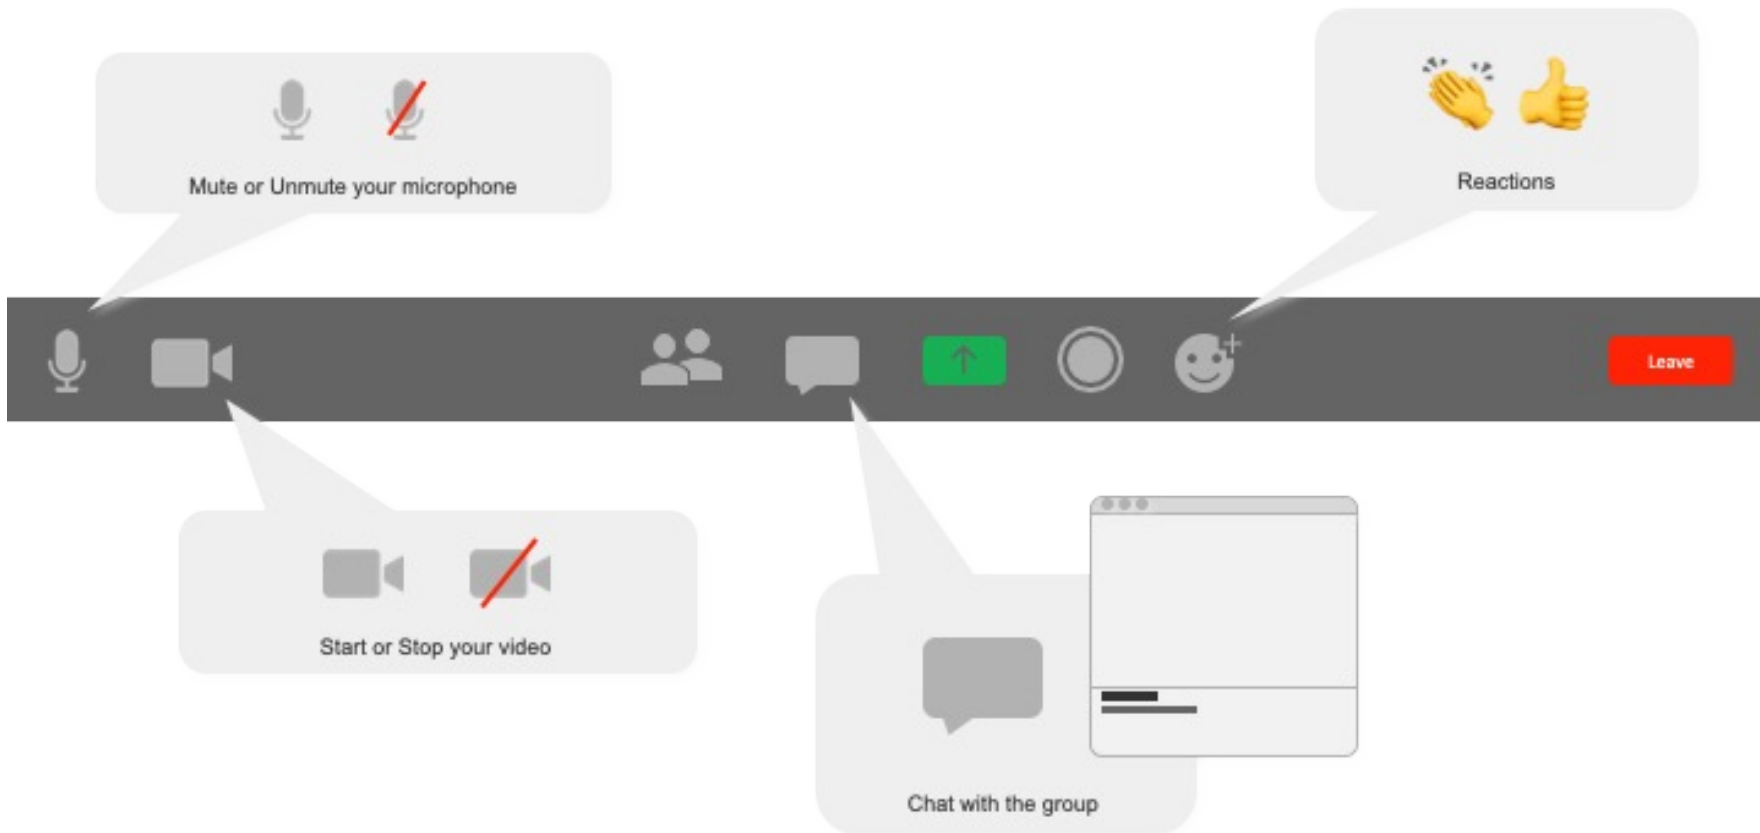 Mute or Unmute your microphone
Reactions
Leave
Start or Stop your video
Chat with the group